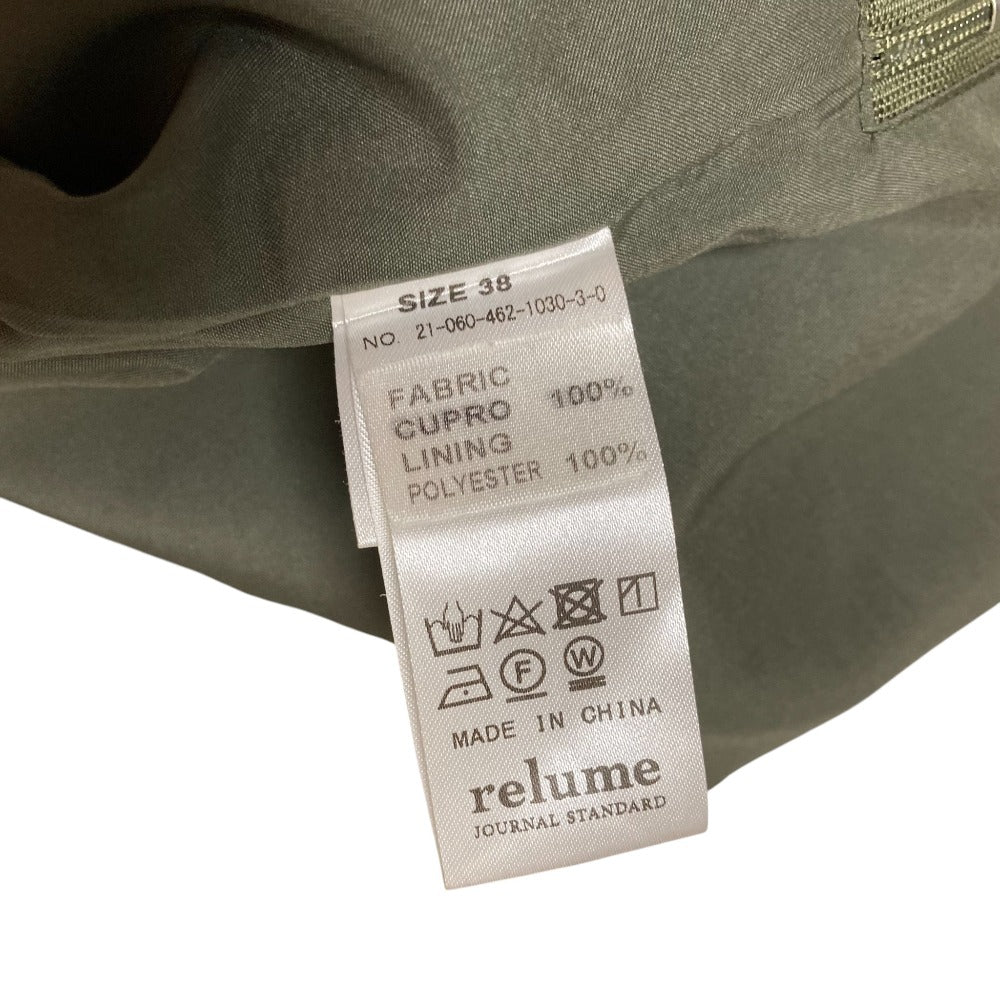 SIZE 38
NO. 21-060-462-1030-3-0
FABRIC
CUPRO 100%
LINING
POLYESTER 100%
F W
MADE IN CHINA
relume
JOURNAL STANDARD